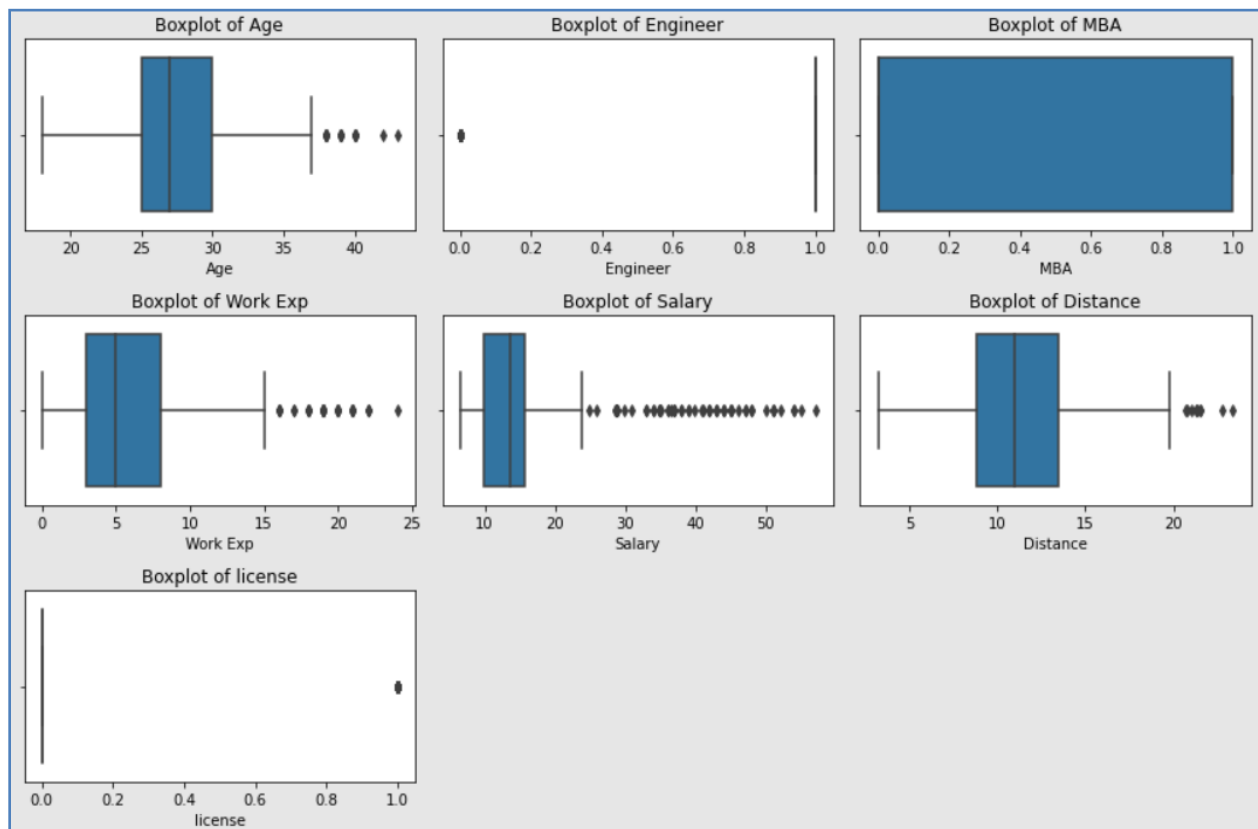 Boxplot of Age
Boxplot of Engineer
Boxplot of MBA
20 25 30 35 40
0.0 0.2 0.4 0.6 0.8 1.0
0.0 0.2 0.4 0.6 0.8 1.0
Age
Engineer
MBA
Boxplot of Work Exp
Boxplot of Salary
Boxplot of Distance
0 5 10 15 20 25
10 20 30 40 50
5 10 15 20
Work Exp
Salary
Distance
Boxplot of license
0.0 0.2 0.4 0.6 0.8 1.0
license